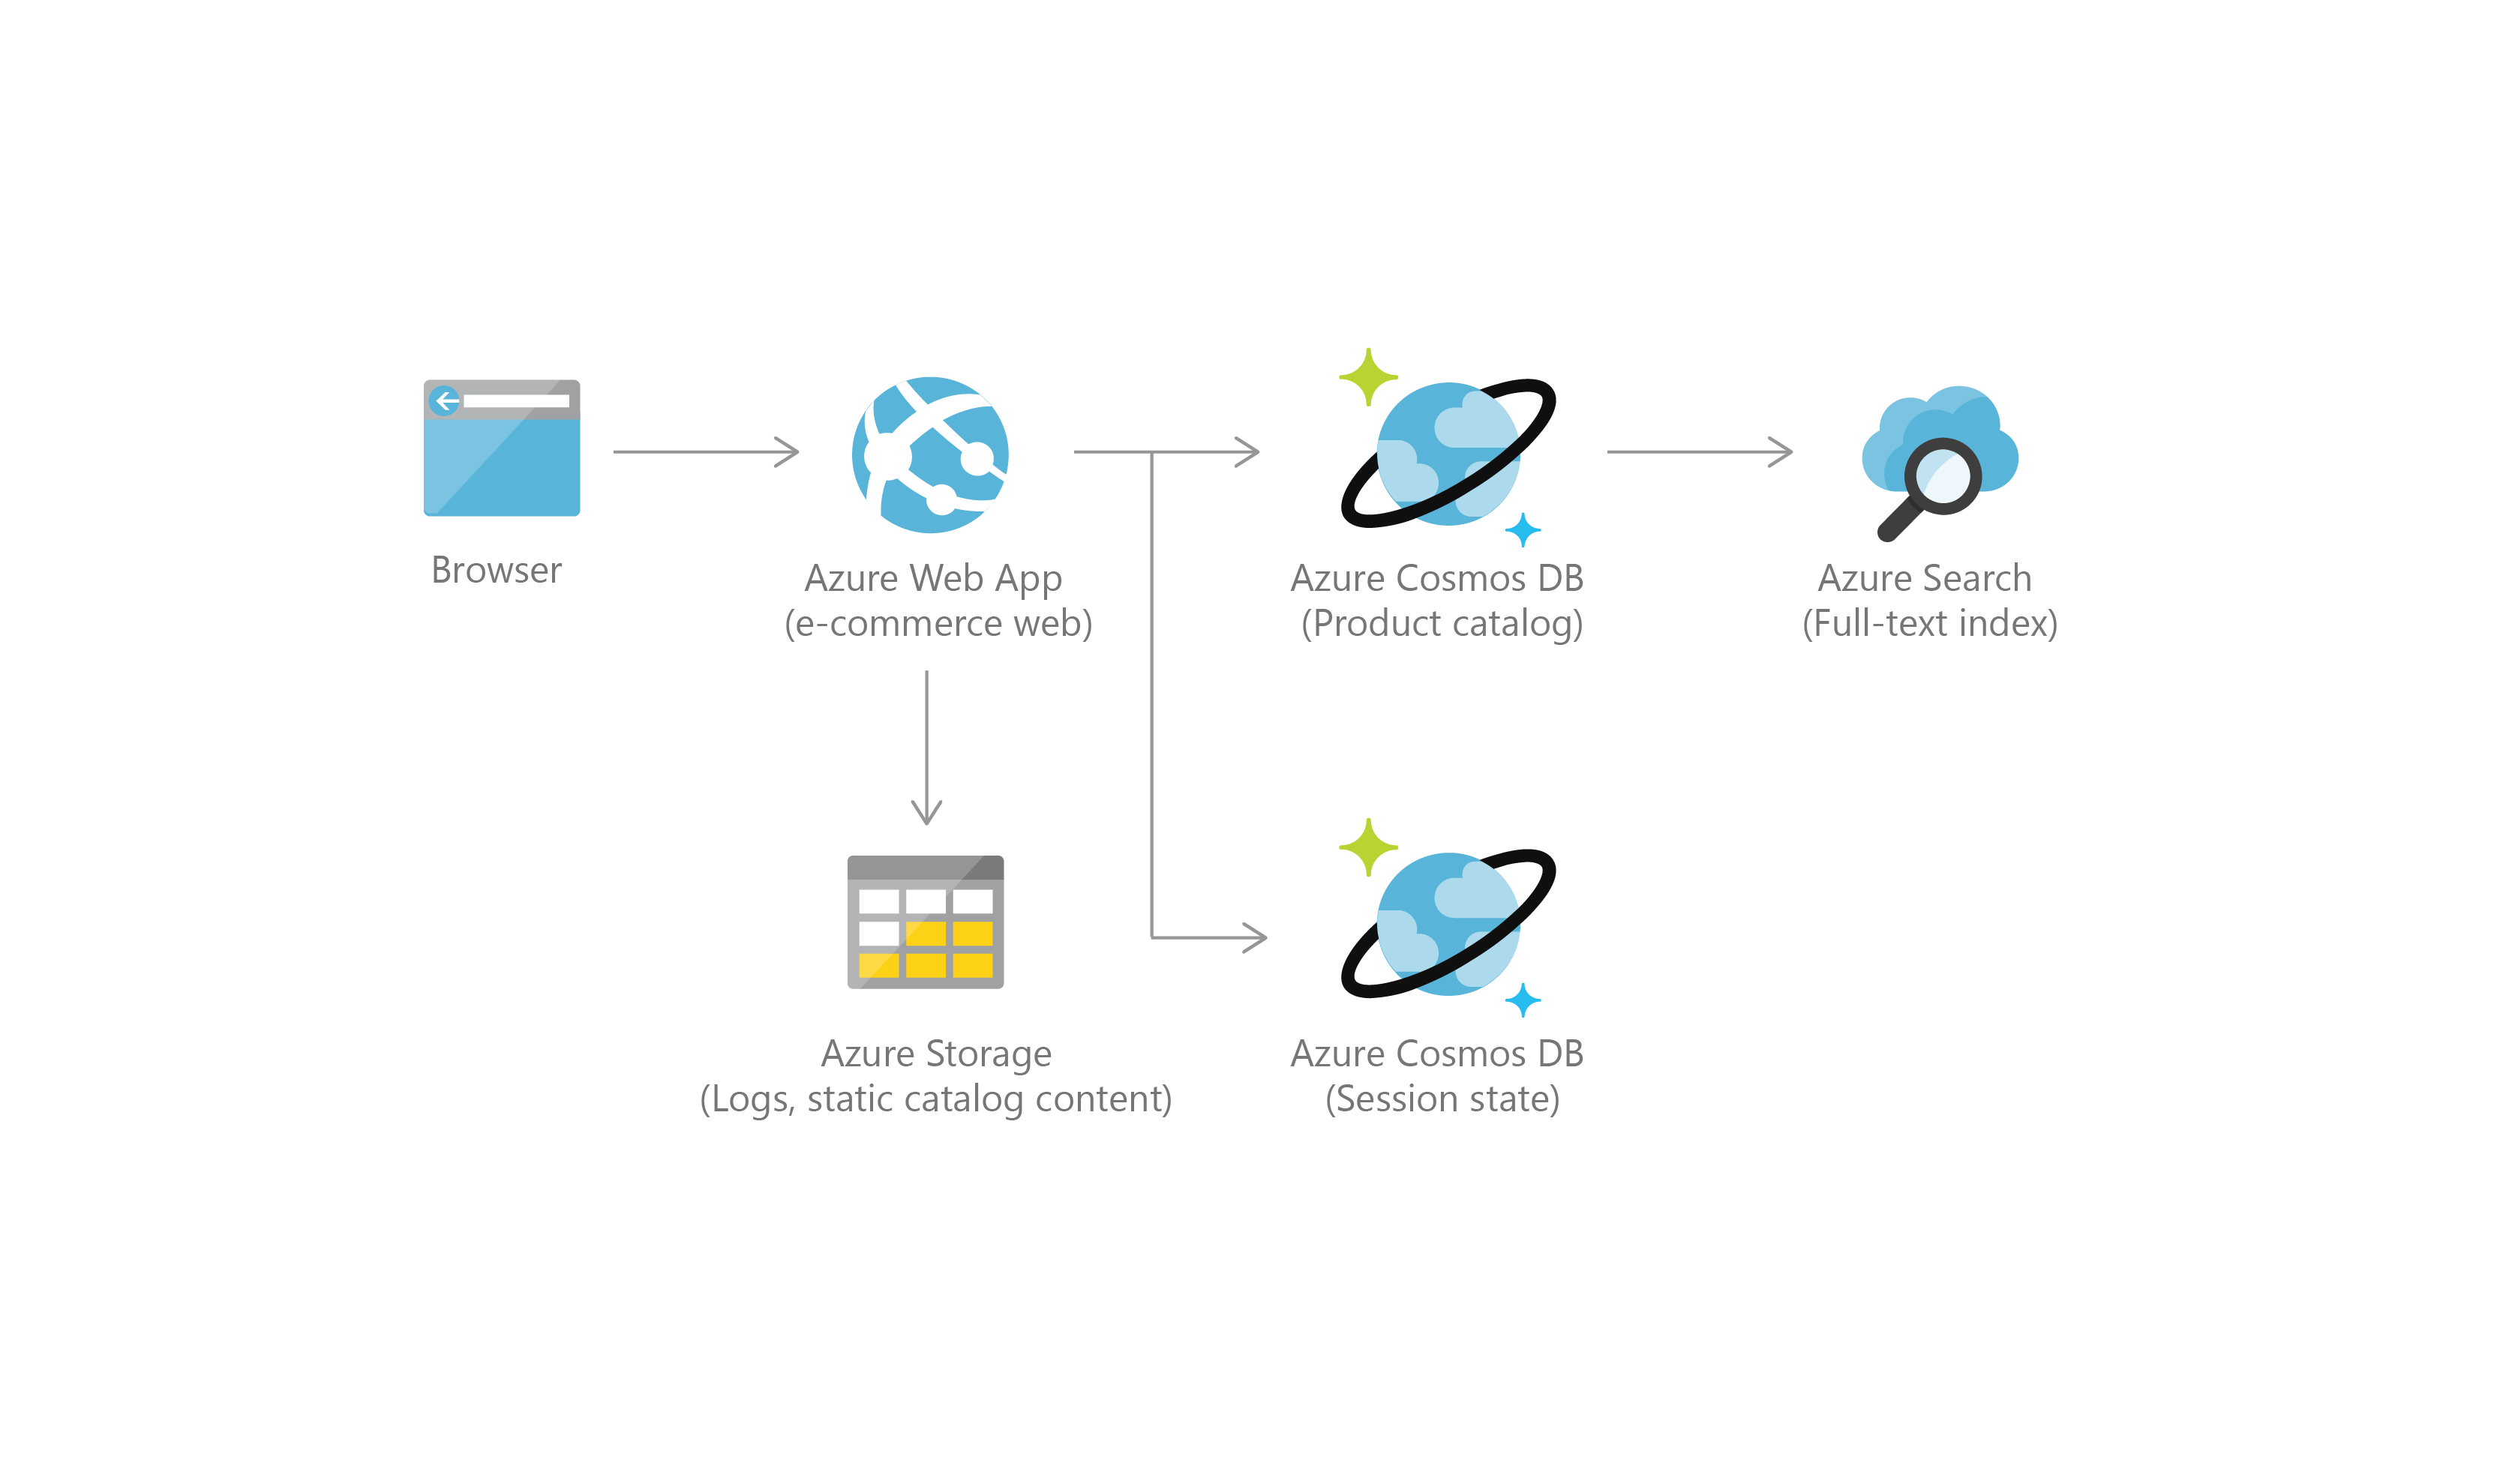 Browser
Azure Web App
(e-commerce web)
Azure Cosmos DB
(Product catalog)
Azure Search
(Full-text index)
Azure Storage
(Logs, static catalog content)
Azure Cosmos DB
(Session state)